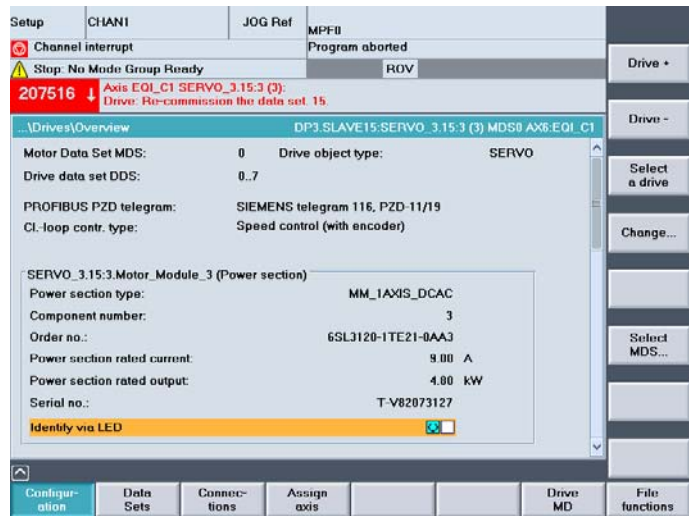 Setup CHAN1 JOG Ref MPF0
Channel interrupt Program aborted
Stop: No Mode Group Ready ROV
207516 ↓ Axis EQI_C1 SERVO_3.15:3 (3):
Drive: Re-commission the data set 15.
...\Drives\Overview DP3.SLAVE15:SERVO_3.15:3 (3) MDS0 AX6:EQI_C1
Motor Data Set MDS: 0 Drive object type: SERVO
Drive data set DDS: 0..7
PROFIBUS PZD telegram: SIEMENS telegram 116, PZD-11/19
Cl.-loop contr. type: Speed control (with encoder)
SERVO_3.15:3.Motor_Module_3 (Power section)
Power section type: MM_1AXIS_DCAC
Component number: 3
Order no.: 6SL3120-1TE21-0AA3
Power section rated current: 9.00 A
Power section rated output: 4.80 kW
Serial no.: T-V82073127
Identify via LED
Drive +
Drive -
Select
a drive
Change...
Select
MDS...
Configur-
ation
Data
Sets
Connec-
tions
Assign
axis
Drive
MD
File
functions